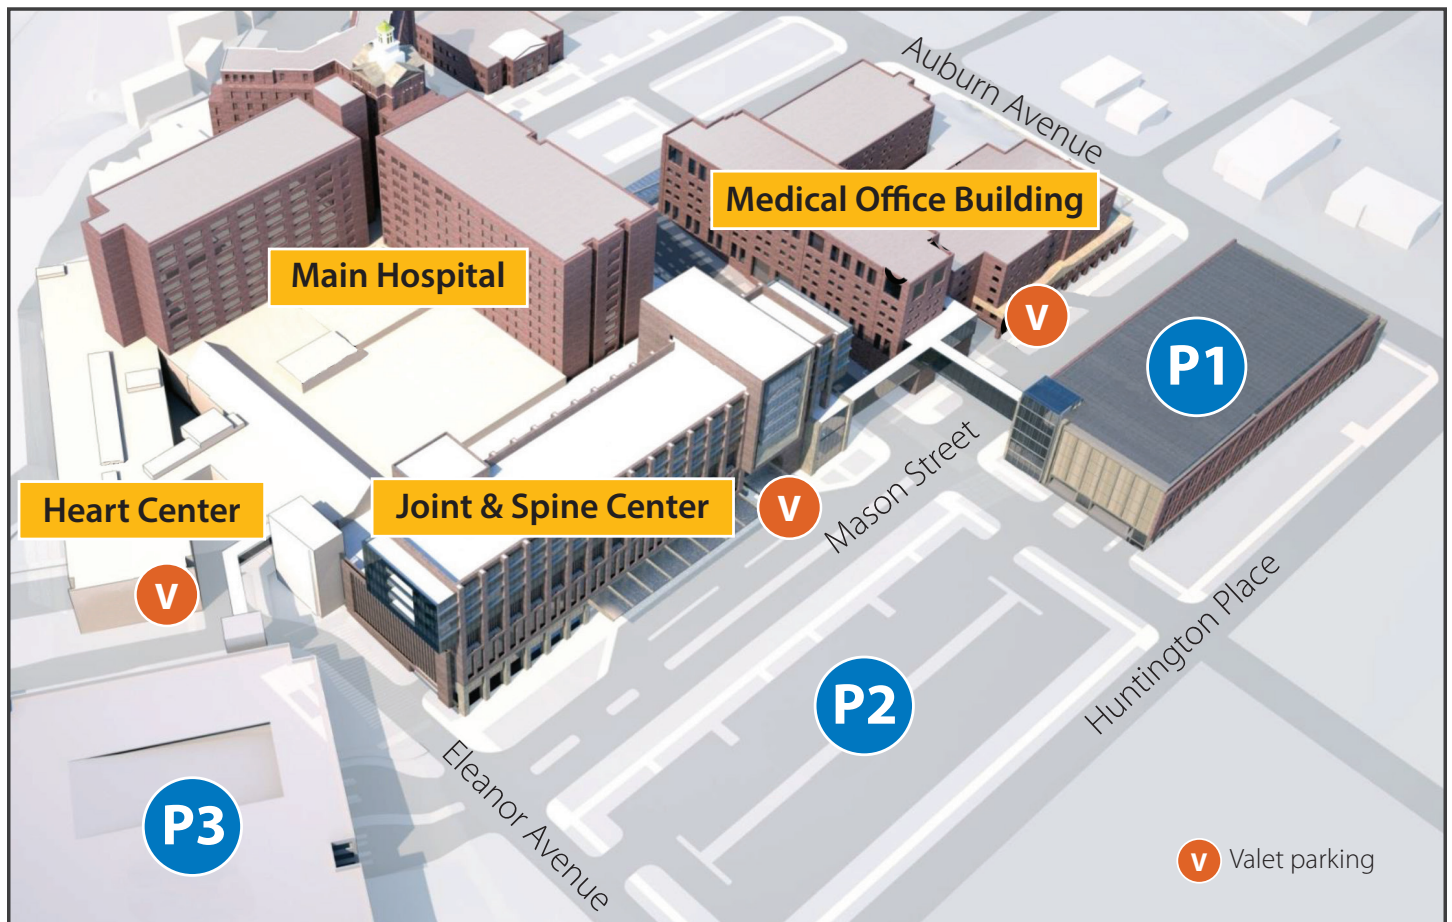 Auburn Avenue
Medical Office Building
Main Hospital
V
P1
Mason Street
Heart Center
Joint & Spine Center
V
V
Huntington Place
P2
Eleanor Avenue
P3
V Valet parking